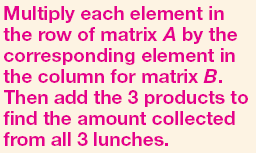 Multiply each element in
the row of matrix A by the
corresponding element in
the column for matrix B.
Then add the 3 products to
find the amount collected
from all 3 lunches.